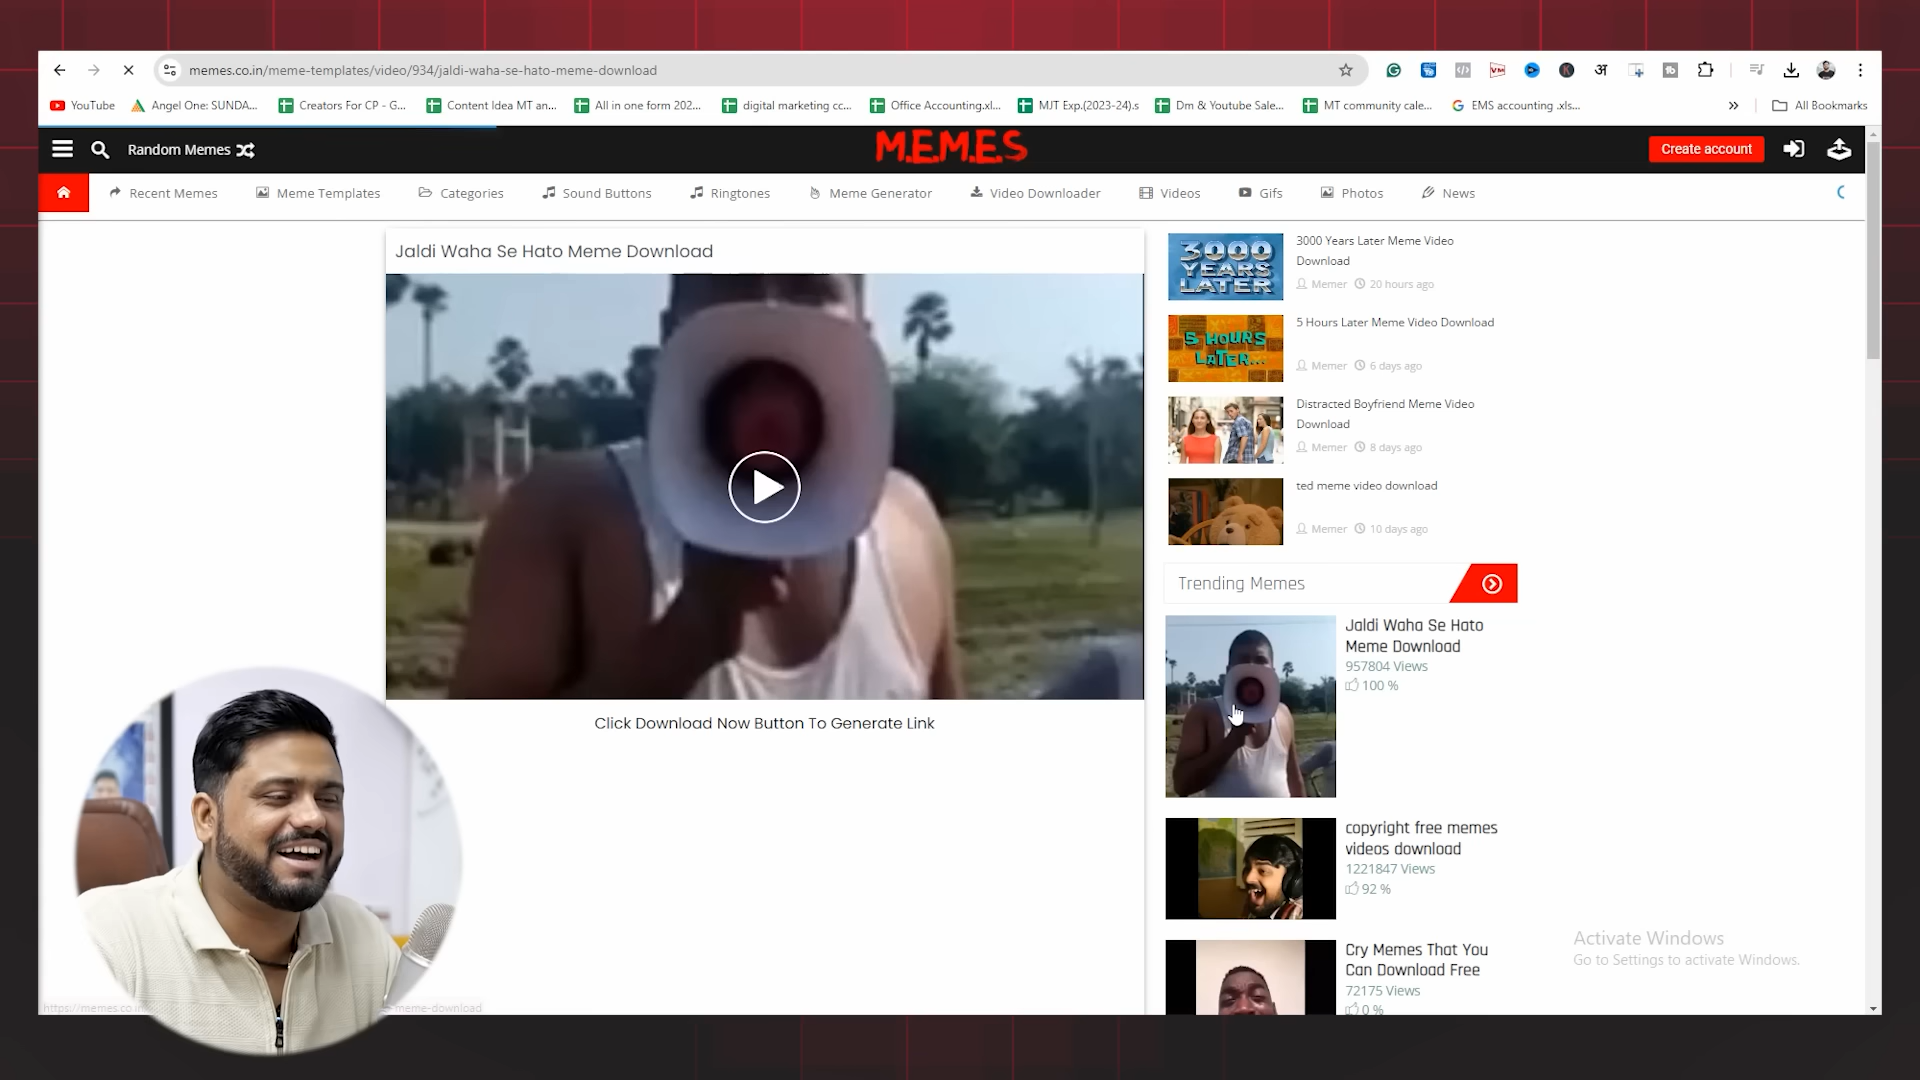 memes.co.in/meme-templates/video/934/jaldi-waha-se-hato-meme-download
YouTube
Angel One: SUNDA...
Creators For CP - G...
Content Idea MT an...
All in one form 202...
digital marketing cc...
Office Accounting.xl...
MJT Exp.(2023-24).s
Dm & Youtube Sale...
MT community cale...
EMS accounting .xls...
»
All Bookmarks
Random Memes
M.E.M.E.S
Create account
Recent Memes
Meme Templates
Categories
Sound Buttons
Ringtones
Meme Generator
Video Downloader
Videos
Gifs
Photos
News
Jaldi Waha Se Hato Meme Download
Click Download Now Button To Generate Link
3000
YEARS
LATER
3000 Years Later Meme Video
Download
Memer 20 hours ago
5 HOURS
LATER...
5 Hours Later Meme Video Download
Memer 6 days ago
Distracted Boyfriend Meme Video
Download
Memer 8 days ago
ted meme video download
Memer 10 days ago
Trending Memes
Jaldi Waha Se Hato
Meme Download
957804 Views
100 %
copyright free memes
videos download
1221847 Views
92 %
Cry Memes That You
Can Download Free
72175 Views
0 %
Activate Windows
Go to Settings to activate Windows.
https://memes.co.in
-meme-download